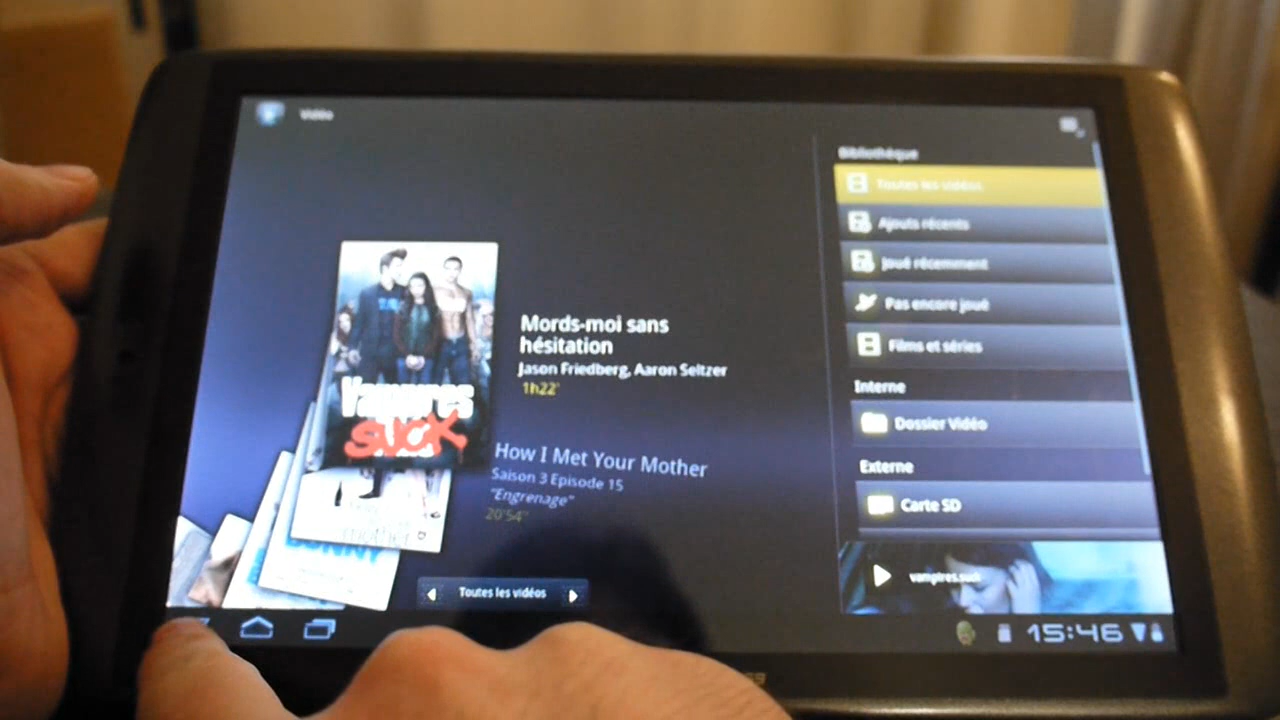 Vidéo
Bibliothèque
Toutes les vidéos
Ajouts récents
Joué récemment
Pas encore joué
Films et séries
Interne
Dossier Vidéo
Externe
Carte SD
vampires.suck
Vampires
SUCK
Mords-moi sans
hésitation
Jason Friedberg, Aaron Seltzer
1h22'
How I Met Your Mother
Saison 3 Episode 15
"Engrenage"
20'54"
mother
Toutes les vidéos
15:46